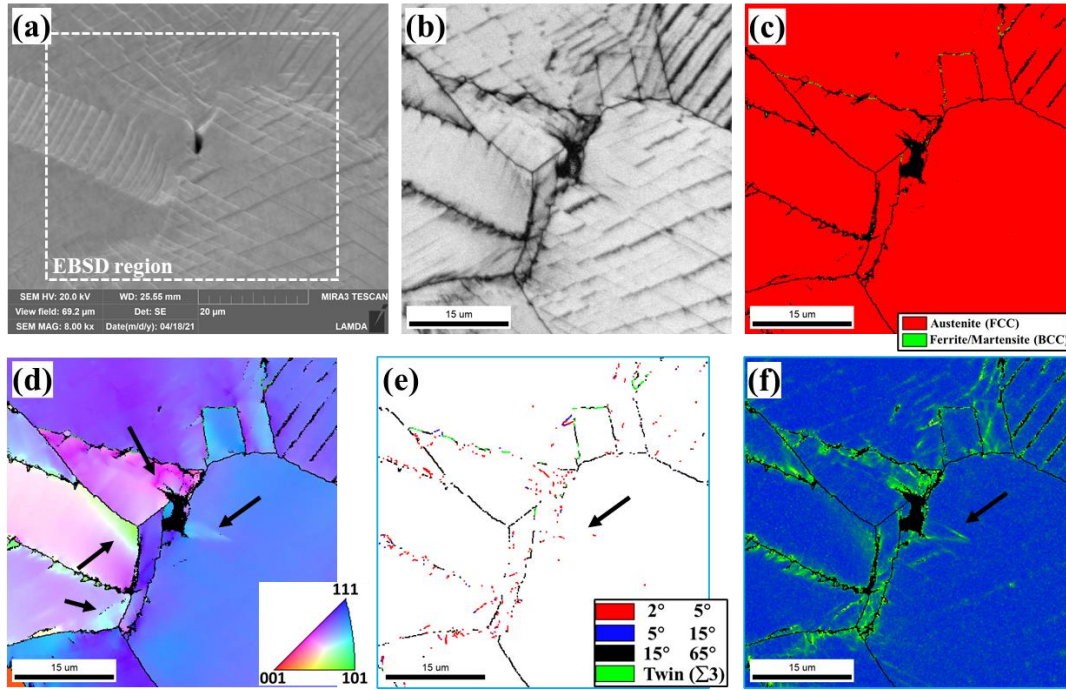 (a)
EBSD region
SEM HV: 20.0 kV WD: 25.55 mm MIRA3 TESCAN
View field: 69.2 µm Det: SE 20 µm
SEM MAG: 8.00 kx Date(m/d/y): 04/18/21 LAMDA
(b)
15 um
(c)
15 um
Austenite (FCC)
Ferrite/Martensite (BCC)
(d)
15 um
111
001 101
(e)
15 um
2° 5°
5° 15°
15° 65°
Twin (∑3)
(f)
15 um